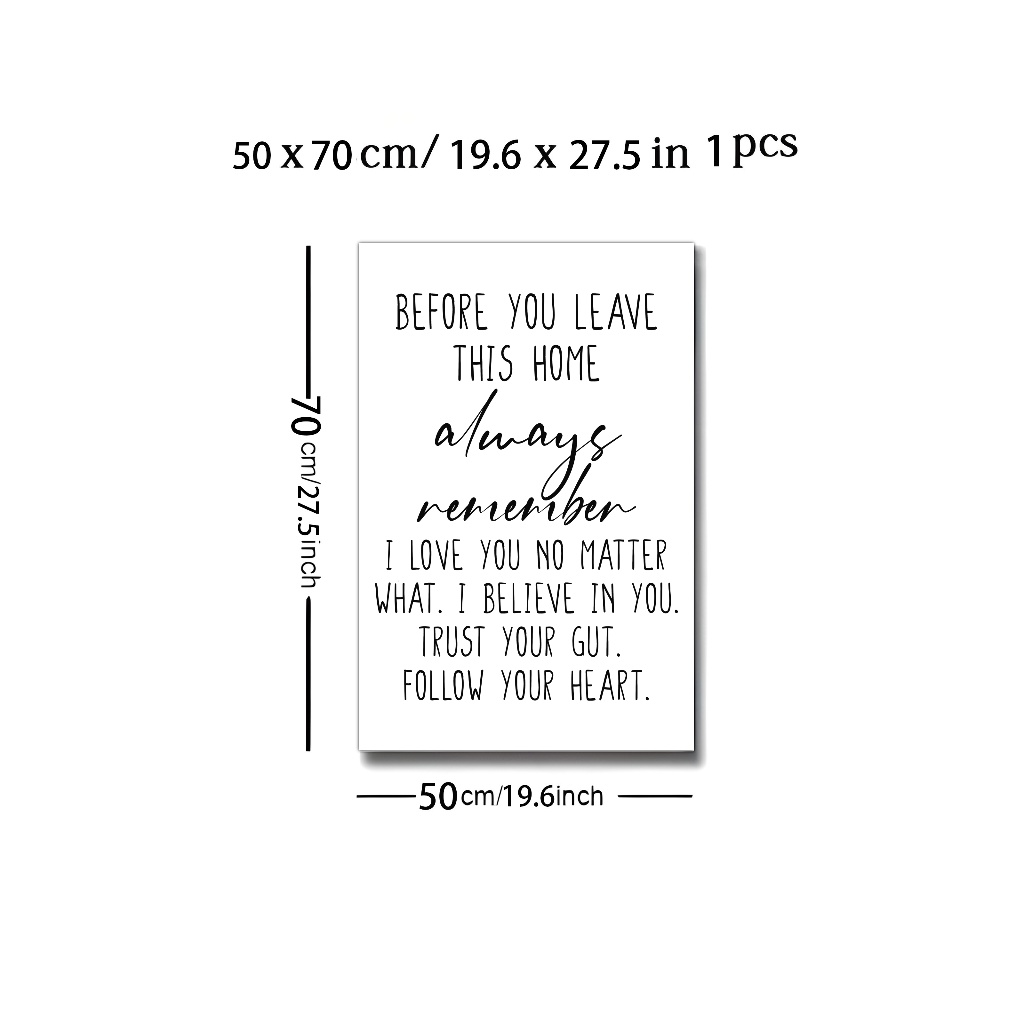 50 x 70 cm/ 19.6 x 27.5 in 1 pcs
BEFORE YOU LEAVE
THIS HOME
always
remember
I LOVE YOU NO MATTER
WHAT. I BELIEVE IN YOU.
TRUST YOUR GUT.
FOLLOW YOUR HEART.
70 cm/27.5inch
50cm/19.6inch